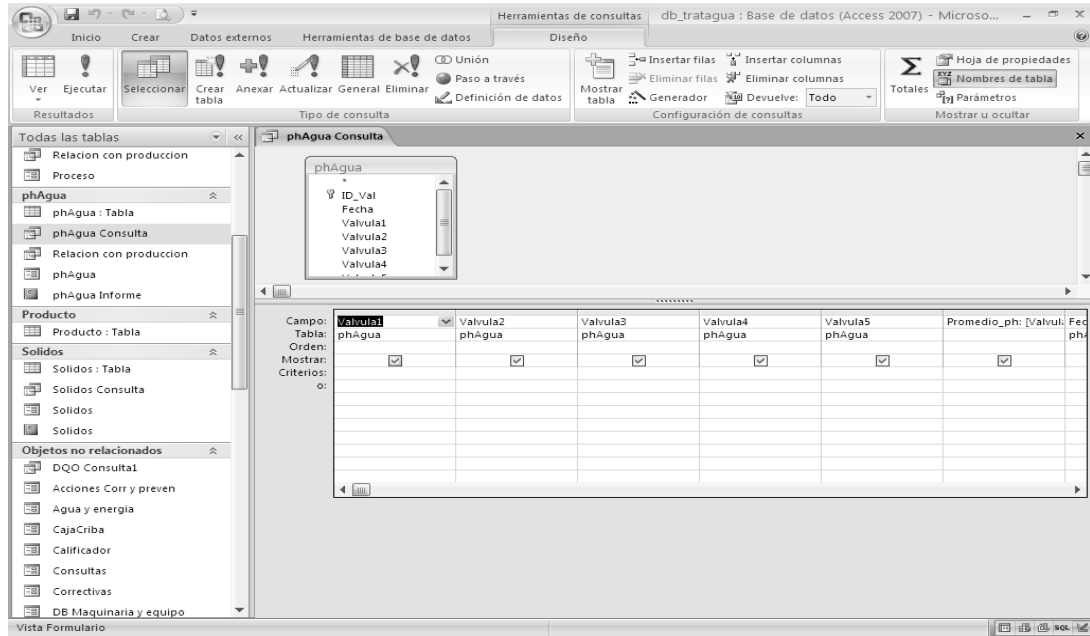 Herramientas de consultas
db_tratagua : Base de datos (Access 2007) - Microso...
Inicio
Crear
Datos externos
Herramientas de base de datos
Diseño
Ver
Ejecutar
Resultados
Seleccionar
Crear tabla
Anexar
Actualizar
General
Eliminar
Unión
Paso a través
Definición de datos
Tipo de consulta
Mostrar tabla
Insertar filas
Eliminar filas
Generador
Insertar columnas
Eliminar columnas
Devuelve: Todo
Configuración de consultas
Totales
Hoja de propiedades
XYZ Nombres de tabla
[?] Parámetros
Mostrar u ocultar
Todas las tablas
Relacion con produccion
Proceso
phAgua
phAgua : Tabla
phAgua Consulta
Relacion con produccion
phAgua
phAgua Informe
Producto
Producto : Tabla
Solidos
Solidos : Tabla
Solidos Consulta
Solidos
Solidos
Objetos no relacionados
DQO Consulta1
Acciones Corr y preven
Agua y energia
CajaCriba
Calificador
Consultas
Correctivas
DB Maquinaria y equipo
phAgua Consulta
phAgua
*
ID_Val
Fecha
Valvula1
Valvula2
Valvula3
Valvula4
Campo: Valvula1 Valvula2 Valvula3 Valvula4 Valvula5 Promedio_ph: [Valvul Fec
Tabla: phAgua phAgua phAgua phAgua phAgua
Orden:
Mostrar:
Criterios:
o:
Vista Formulario
SQL